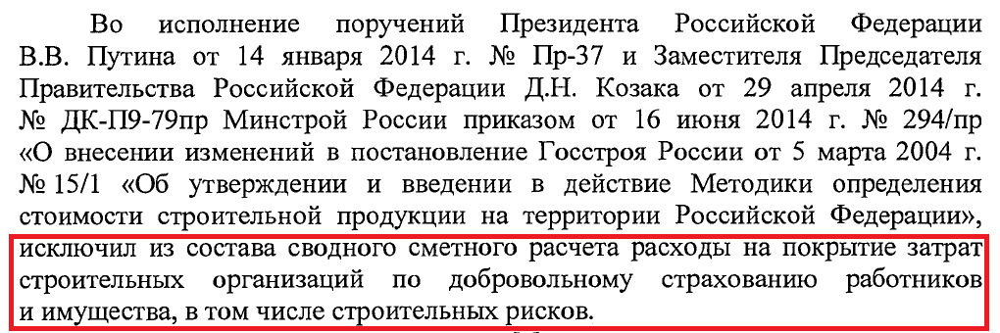 Во исполнение поручений Президента Российской Федерации
В.В. Путина от 14 января 2014 г. № Пр-37 и Заместителя Председателя
Правительства Российской Федерации Д.Н. Козака от 29 апреля 2014 г.
№ ДК-П9-79пр Минстрой России приказом от 16 июня 2014 г. № 294/пр
«О внесении изменений в постановление Госстроя России от 5 марта 2004 г.
№ 15/1 «Об утверждении и введении в действие Методики определения
стоимости строительной продукции на территории Российской Федерации»,
исключил из состава сводного сметного расчета расходы на покрытие затрат
строительных организаций по добровольному страхованию работников
и имущества, в том числе строительных рисков.